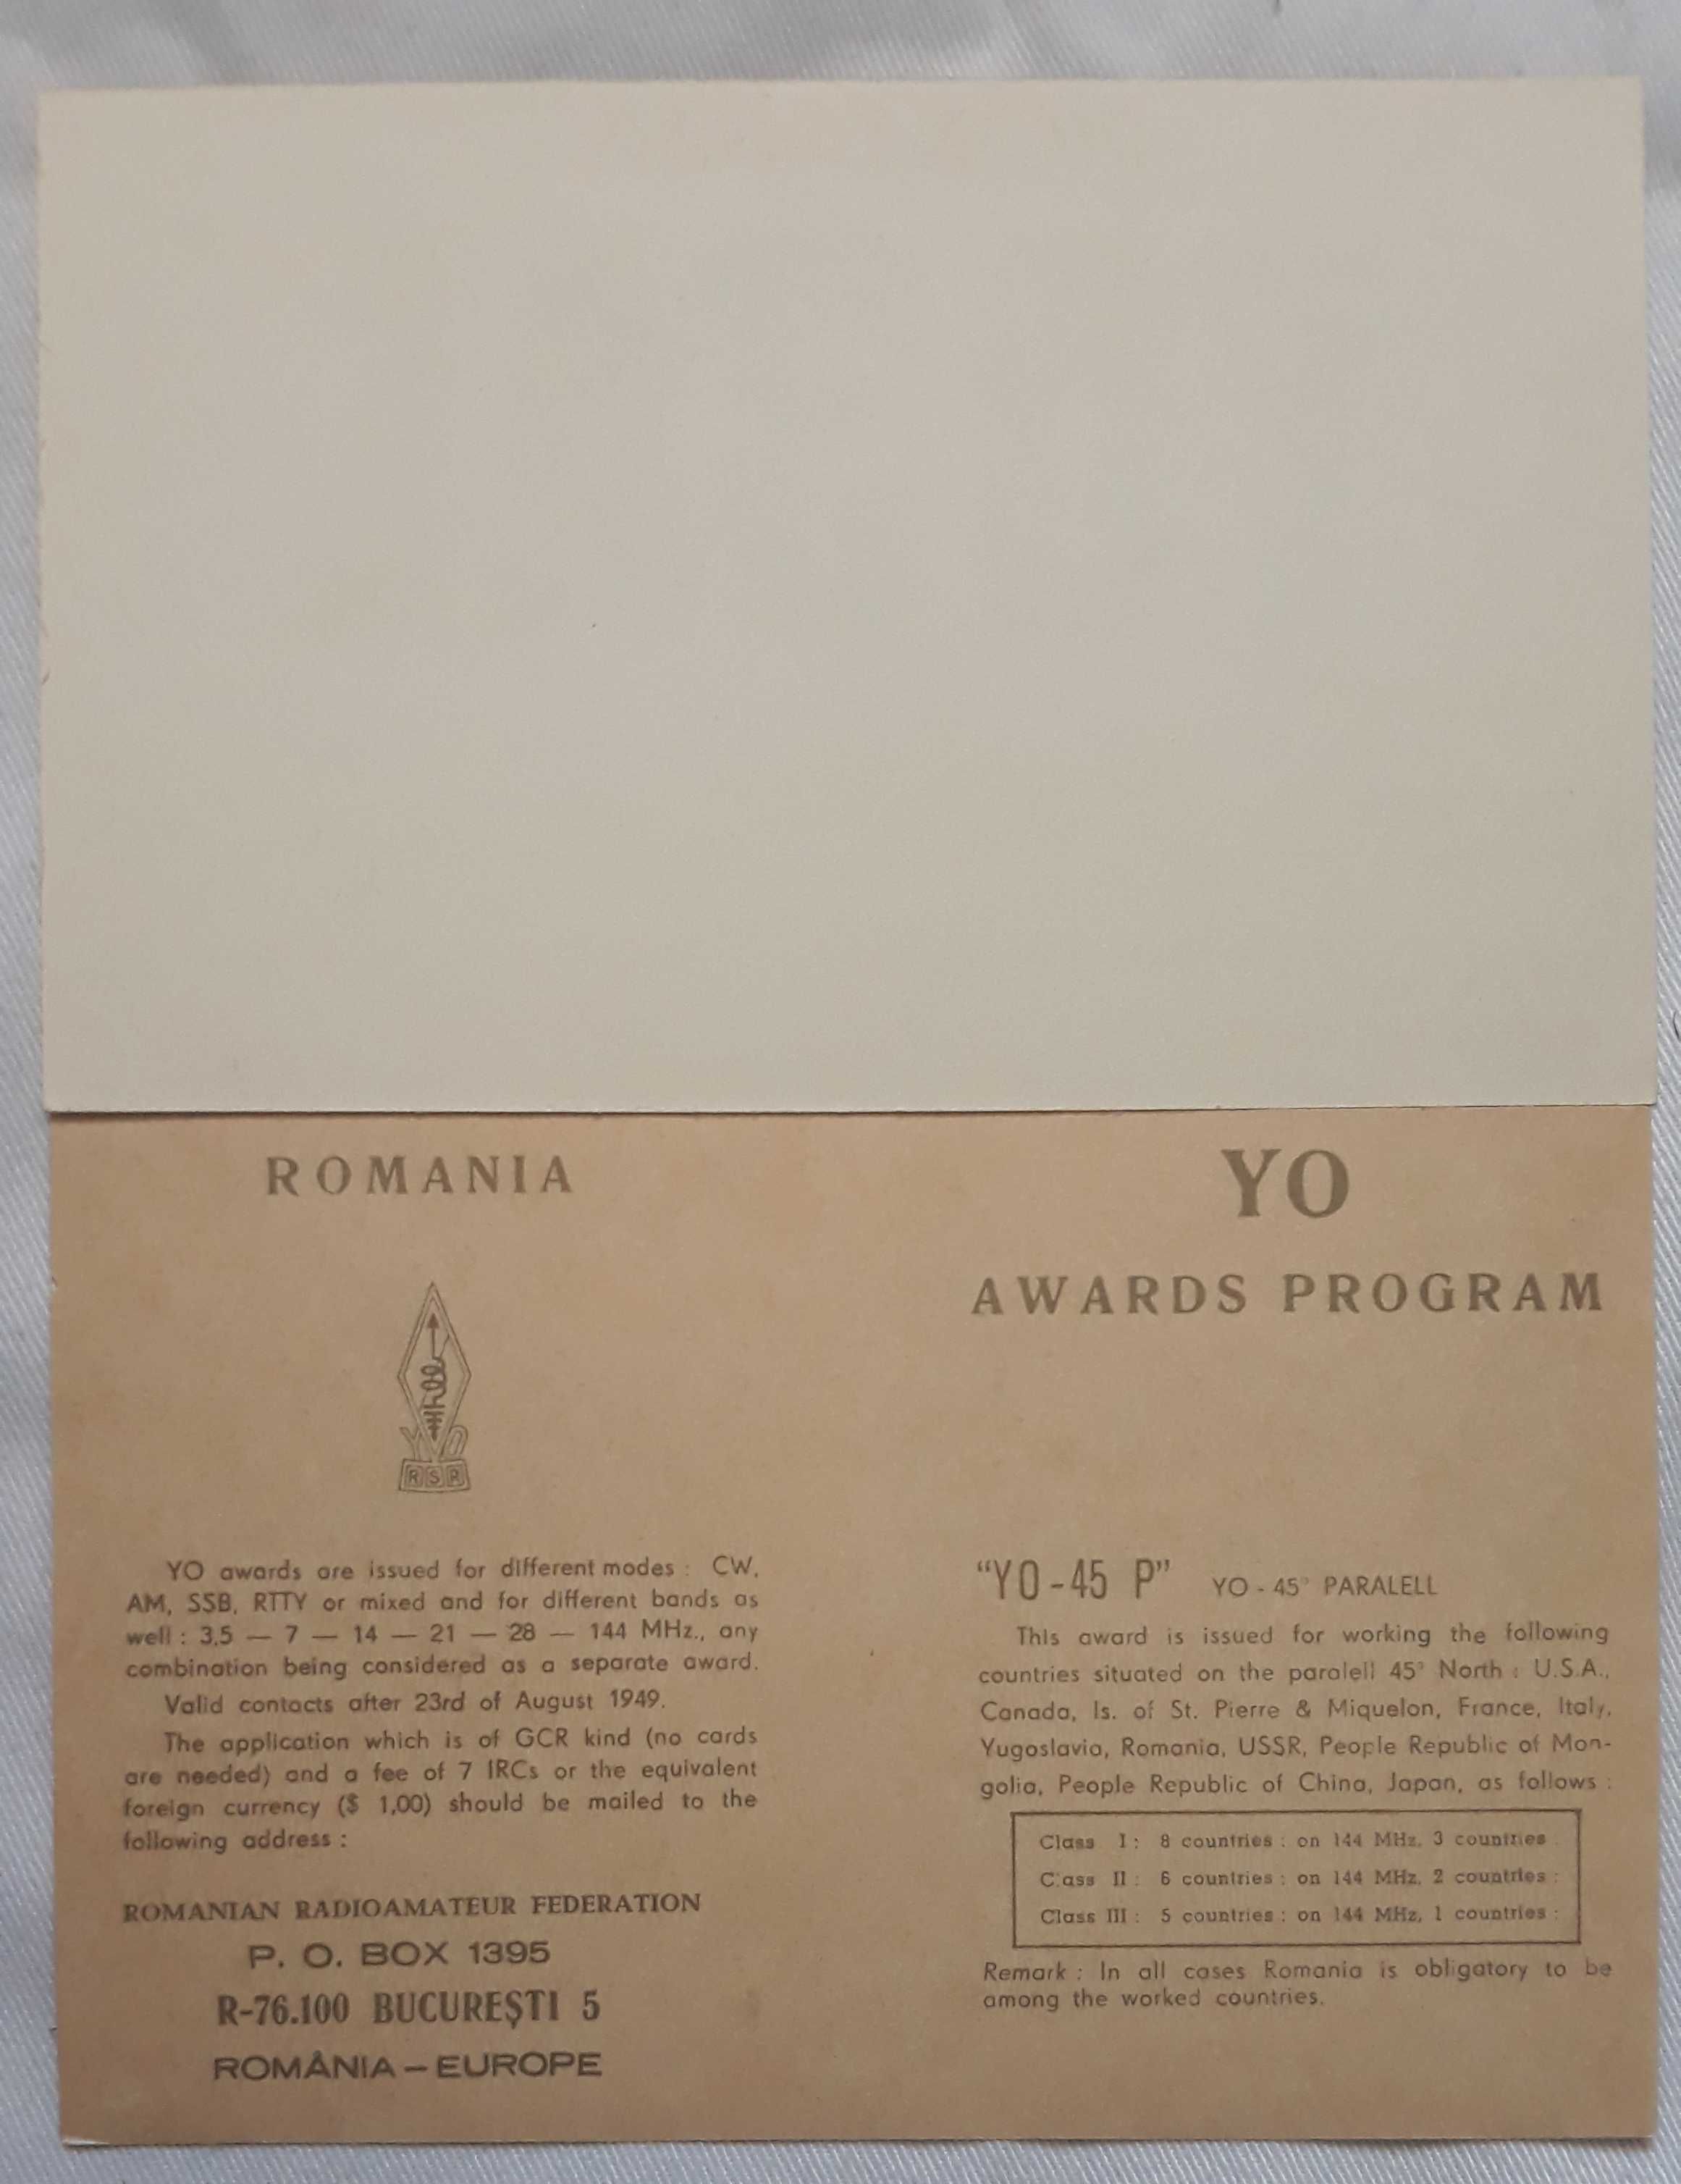 ROMANIA
YO
RSR
YO awards are issued for different modes : CW,
AM, SSB, RTTY or mixed and for different bands as
well : 3,5 — 7 — 14 — 21 — 28 — 144 MHz., any
combination being considered as a separate award.
Valid contacts after 23rd of August 1949.
The application which is of GCR kind (no cards
are needed) and a fee of 7 IRCs or the equivalent
foreign currency ($ 1,00) should be mailed to the
following address :
ROMANIAN RADIOAMATEUR FEDERATION
P. O. BOX 1395
R-76.100 BUCUREŞTI 5
ROMÂNIA – EUROPE
YO
AWARDS PROGRAM
“YO-45 P” YO - 45° PARALELL
This award is issued for working the following
countries situated on the paralell 45° North : U.S.A.,
Canada, Is. of St. Pierre & Miquelon, France, Italy,
Yugoslavia, Romania, USSR, People Republic of Mon-
golia, People Republic of China, Japan, as follows :
Class I : 8 countries : on 144 MHz, 3 countries :
Class II : 6 countries : on 144 MHz, 2 countries :
Class III : 5 countries : on 144 MHz, 1 countries :
Remark : In all cases Romania is obligatory to be
among the worked countries.